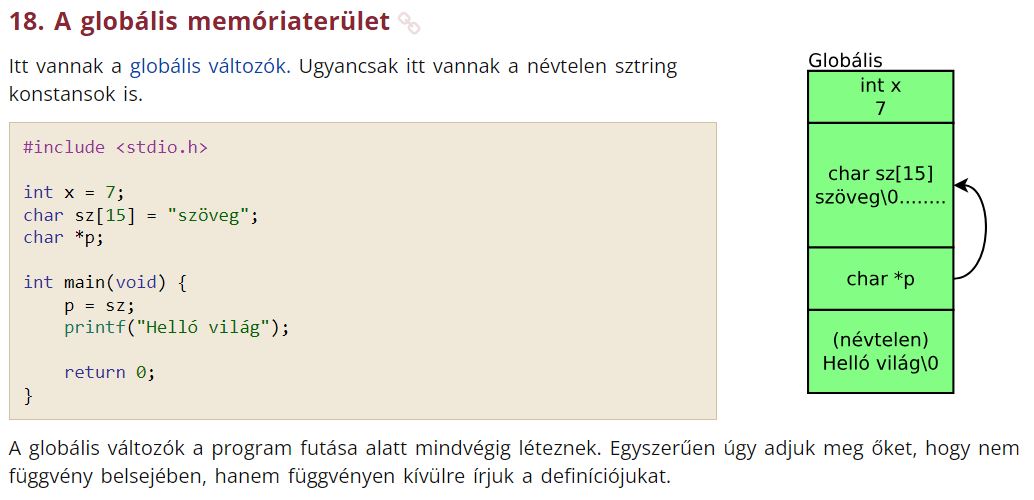 18. A globális memóriaterület
Itt vannak a globális változók. Ugyancsak itt vannak a névtelen sztring
konstansok is.
#include <stdio.h>
int x = 7;
char sz[15] = "szöveg";
char *p;
int main(void) {
    p = sz;
    printf("Helló világ");
    return 0;
}
Globális
int x
7
char sz[15]
szöveg\0........
char *p
(névtelen)
Helló világ\0
A globális változók a program futása alatt mindvégig léteznek. Egyszerűen úgy adjuk meg őket, hogy nem
függvény belsejében, hanem függvényen kívülre írjuk a definíciójukat.